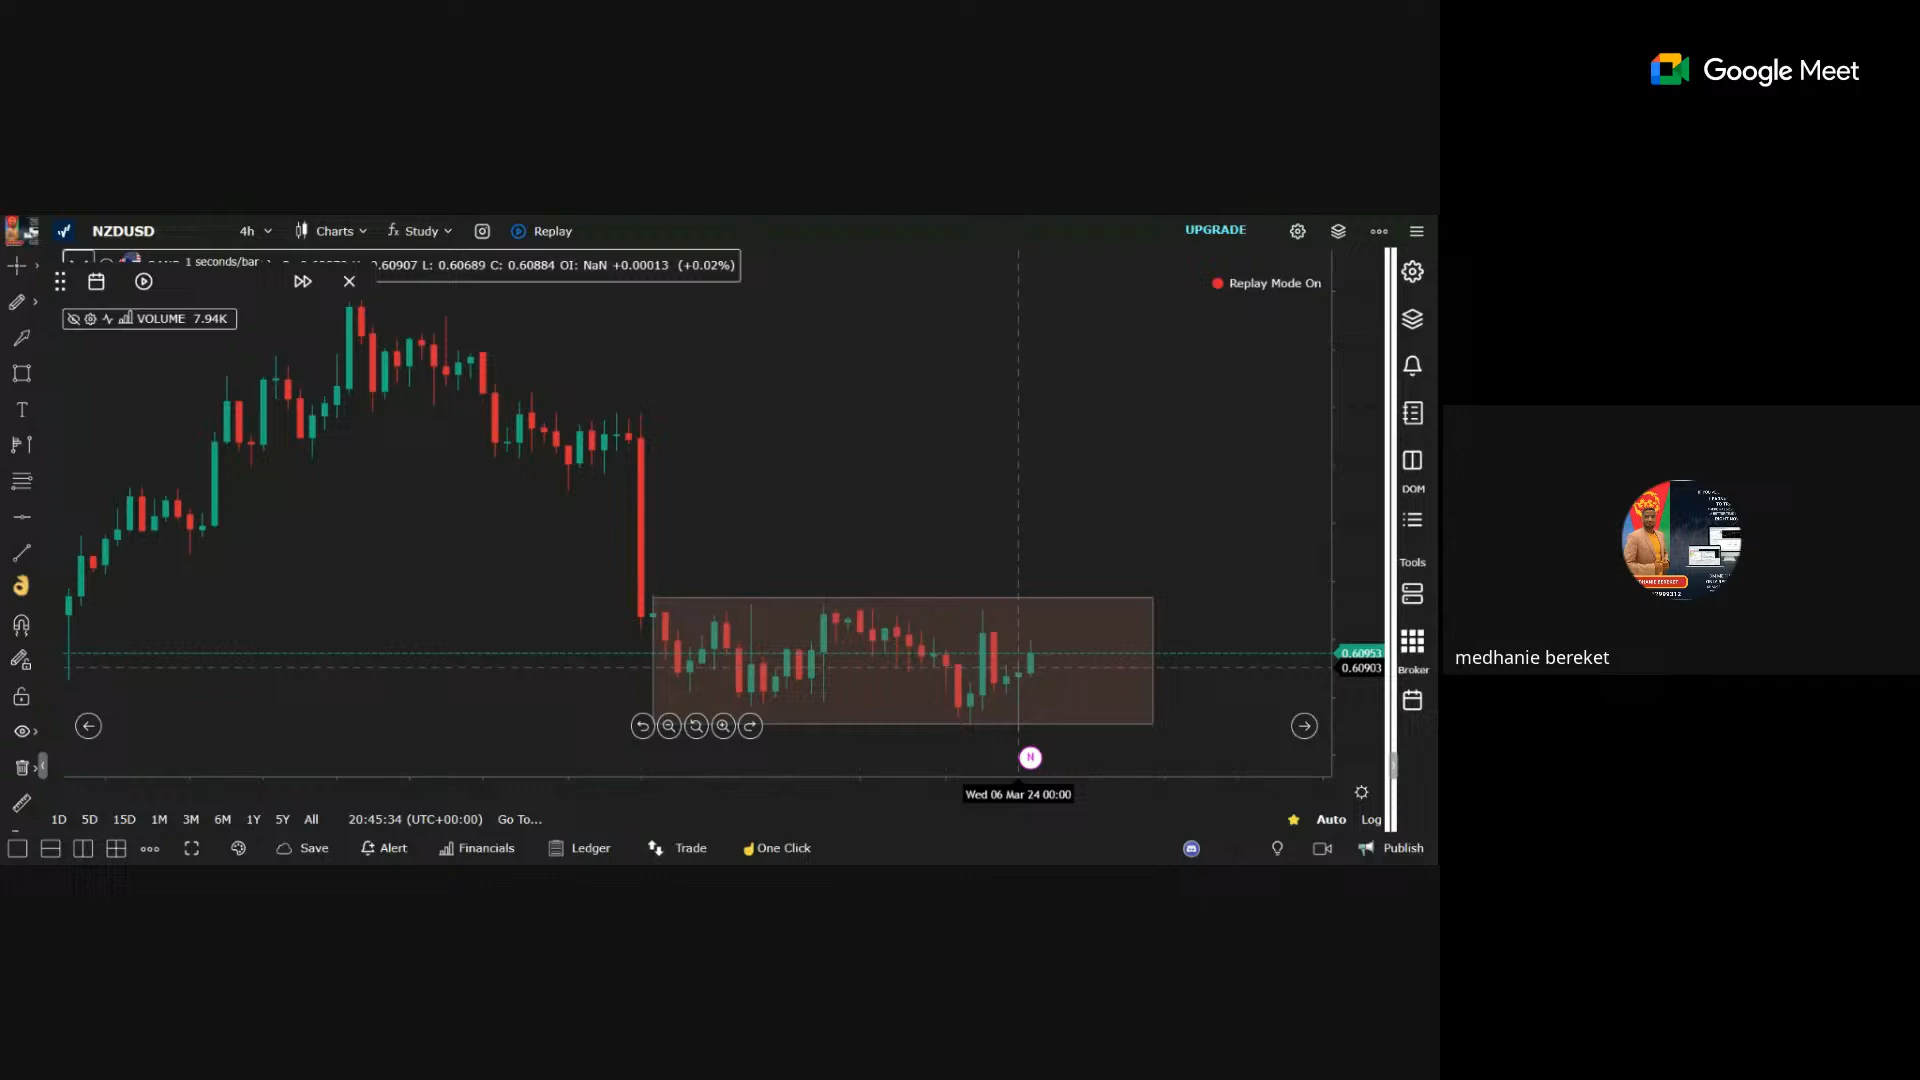 Google Meet
NZDUSD 4h Charts Study Replay UPGRADE
1 seconds/bar
0.60907 L: 0.60689 C: 0.60884 OI: NaN +0.00013 (+0.02%)
Replay Mode On
VOLUME 7.94K
DOM
Tools
0.60953
0.60903
Broker
medhanie bereket
N
Wed 06 Mar 24 00:00
1D 5D 15D 1M 3M 6M 1Y 5Y All 20:45:34 (UTC+00:00) Go To... Auto Log
Save Alert Financials Ledger Trade One Click Publish